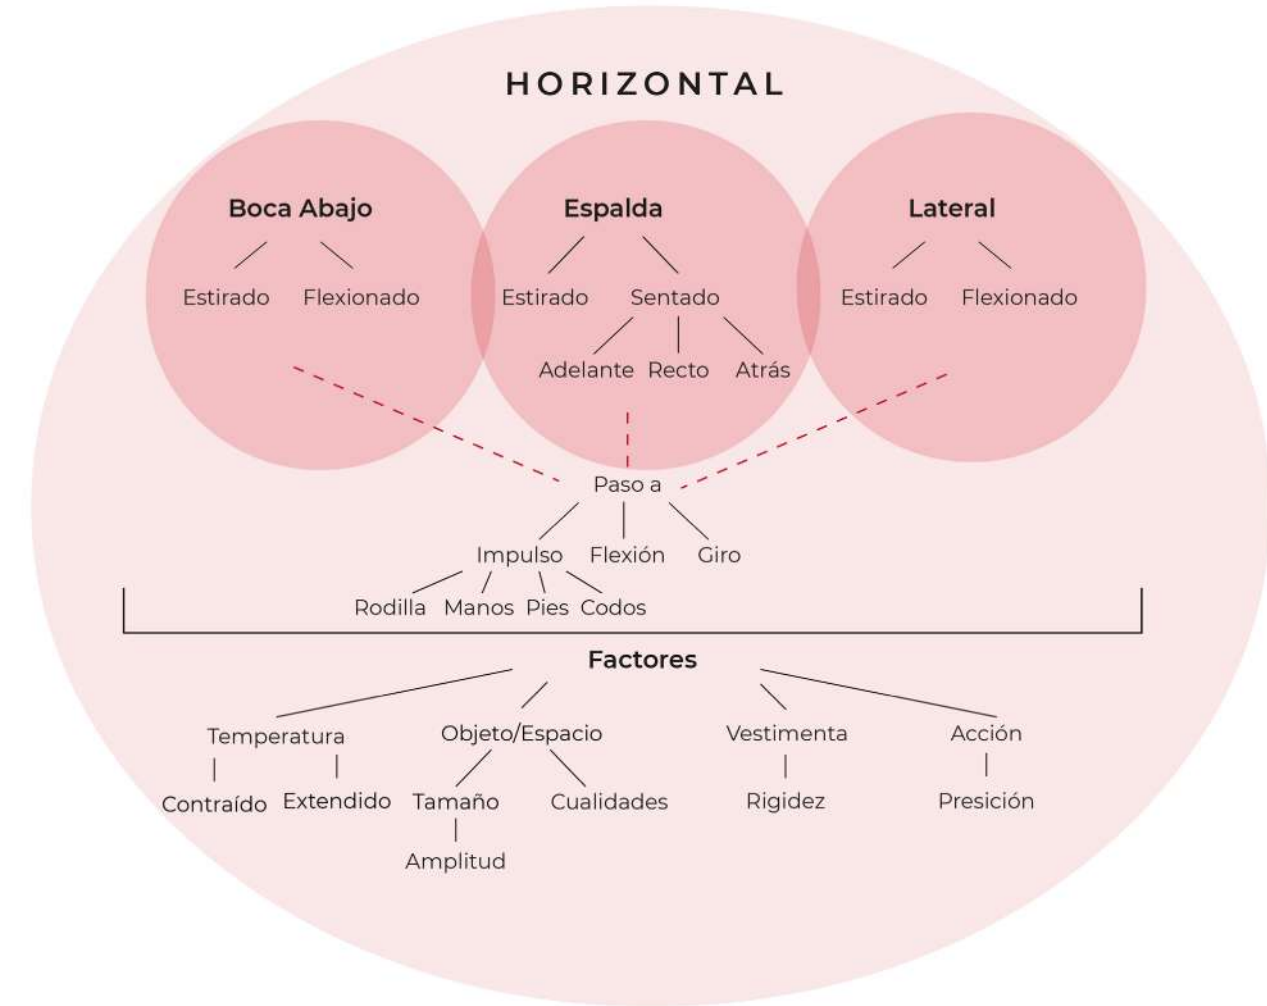 HORIZONTAL
Boca Abajo Espalda Lateral
Estirado Flexionado Estirado Sentado Estirado Flexionado
Adelante Recto Atrás
Paso a
Impulso Flexión Giro
Rodilla Manos Pies Codos
Factores
Temperatura Objeto/Espacio Vestimenta Acción
Contraído Extendido Tamaño Cualidades Rigidez Presición
Amplitud